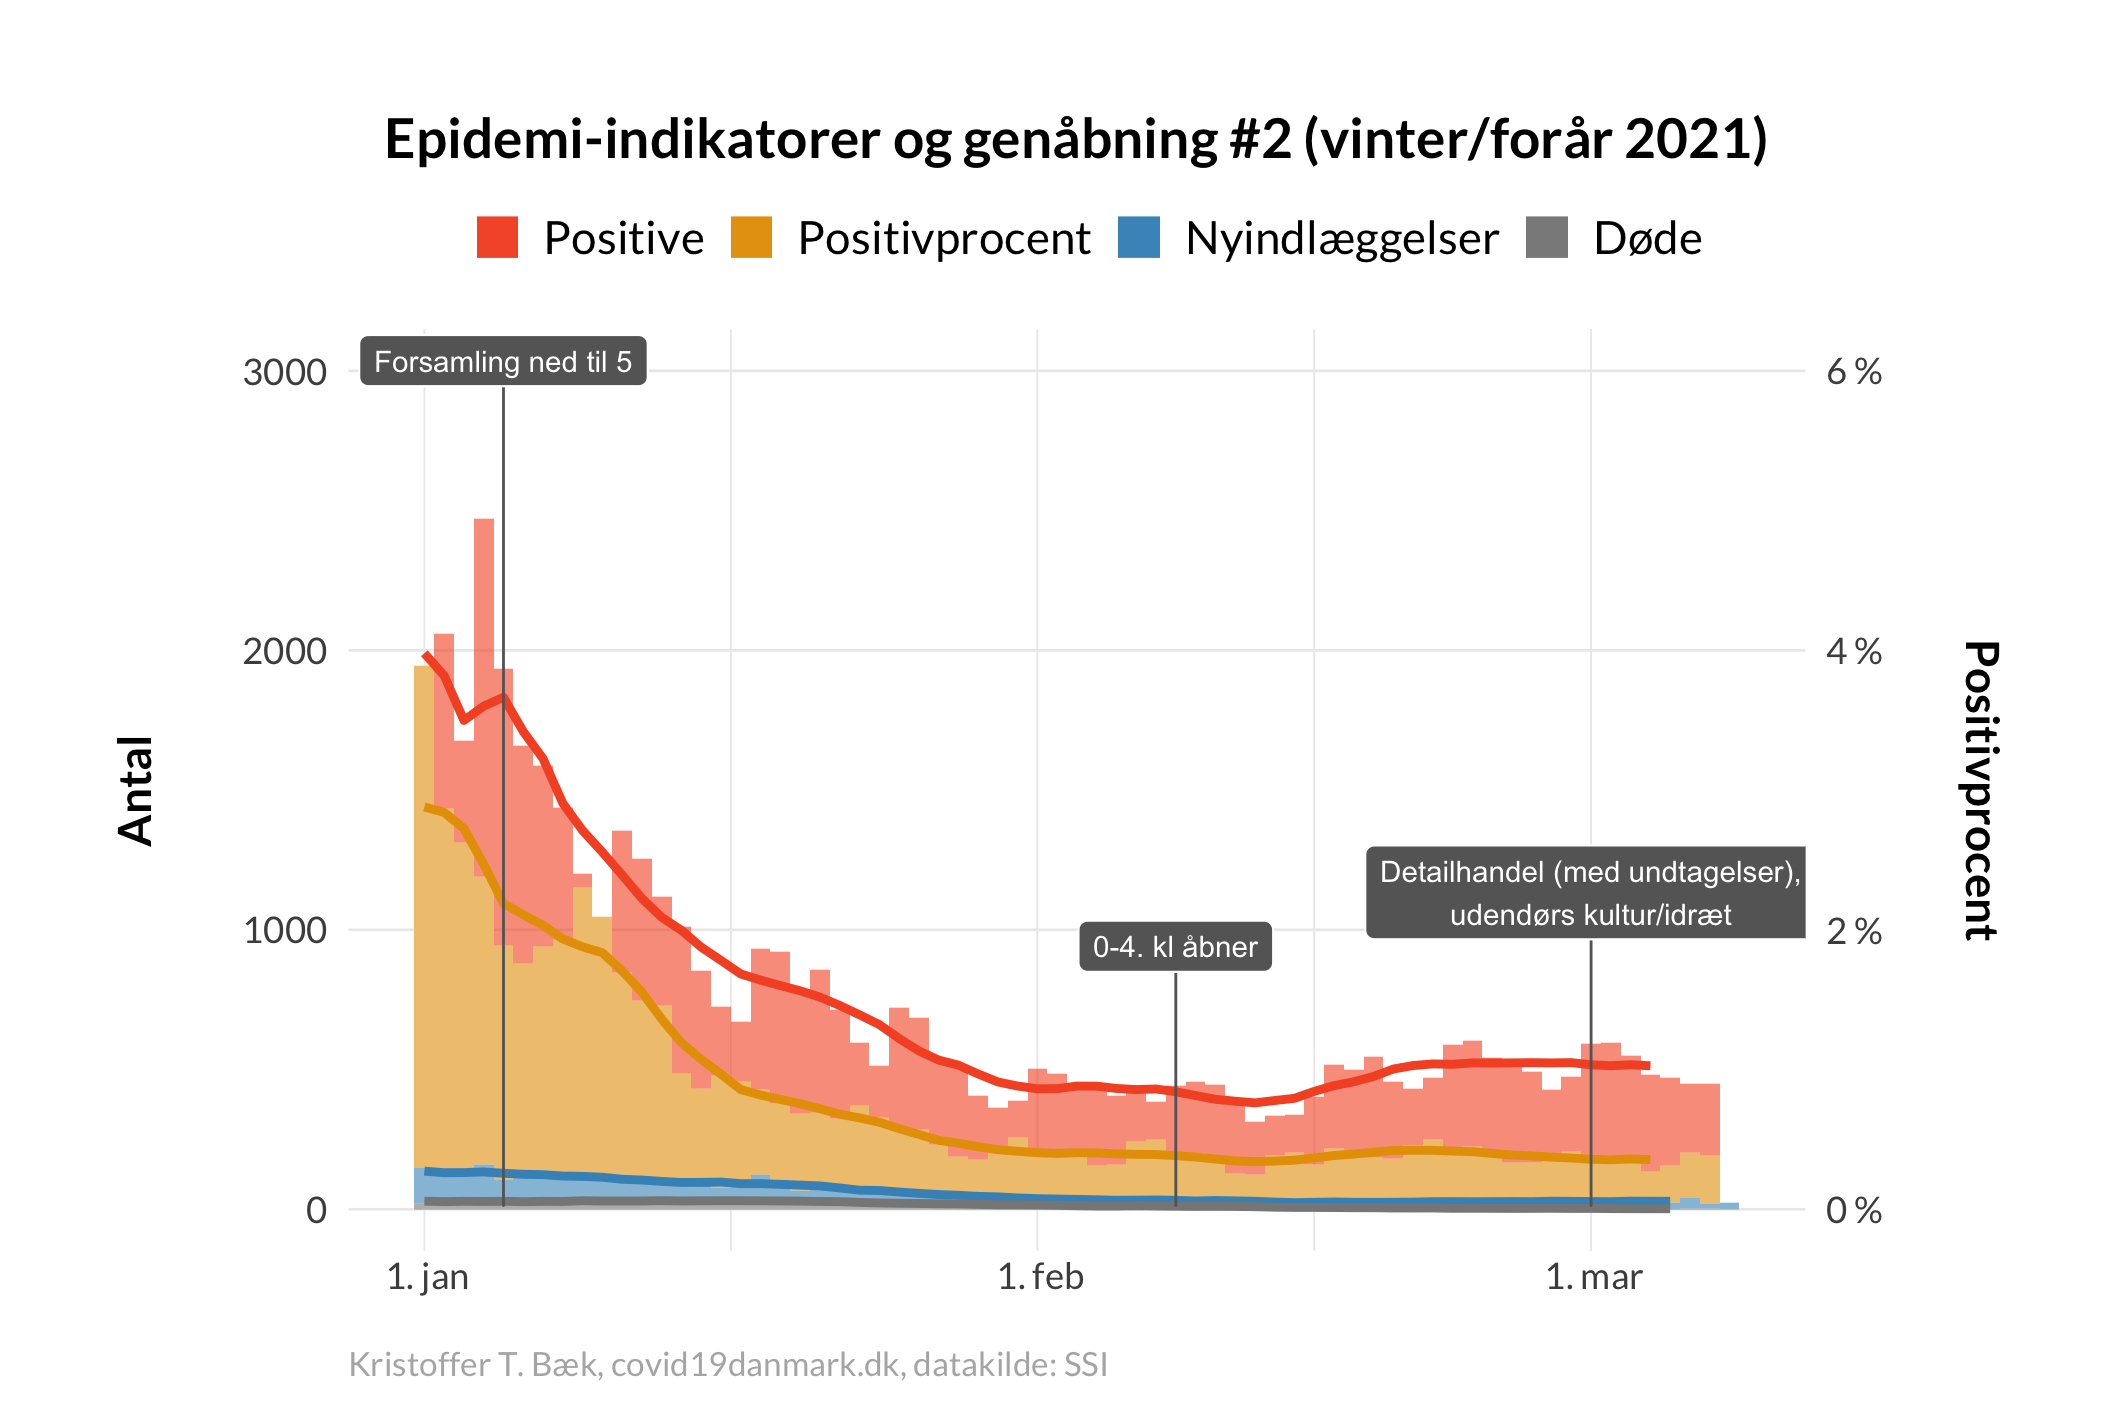 Epidemi-indikatorer og genåbning #2 (vinter/forår 2021)
Positive
Positivprocent
Nyindlæggelser
Døde
Forsamling ned til 5
3000
2000
1000
0
6 %
4 %
2 %
0 %
Antal
Positivprocent
Detailhandel (med undtagelser),
udendørs kultur/idræt
0-4. kl åbner
1. jan
1. feb
1. mar
Kristoffer T. Bæk, covid19danmark.dk, datakilde: SSI